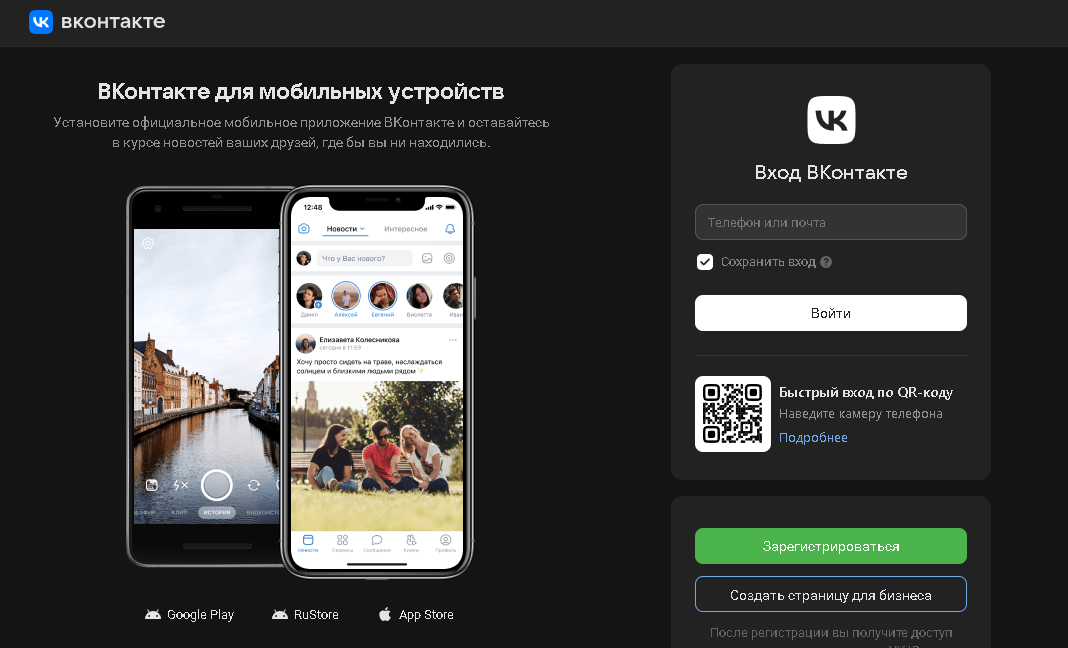 вконтакте
ВКонтакте для мобильных устройств
Установите официальное мобильное приложение ВКонтакте и оставайтесь
в курсе новостей ваших друзей, где бы вы ни находились.
12:48
Новости
Интересное
Что у Вас нового?
Данил
Алексей
Евгений
Виолетта
Елизавета Колесникова
сегодня в 11:59
Хочу просто сидеть на траве, наслаждаться
солнцем и близкими людьми рядом
КЛИП
ИСТОРИЯ
Новости
Сервисы
Сообщения
Клипы
Профиль
Google Play
RuStore
App Store
VK
Вход ВКонтакте
Телефон или почта
Сохранить вход
Войти
Быстрый вход по QR-коду
Наведите камеру телефона
Подробнее
Зарегистрироваться
Создать страницу для бизнеса
После регистрации вы получите доступ